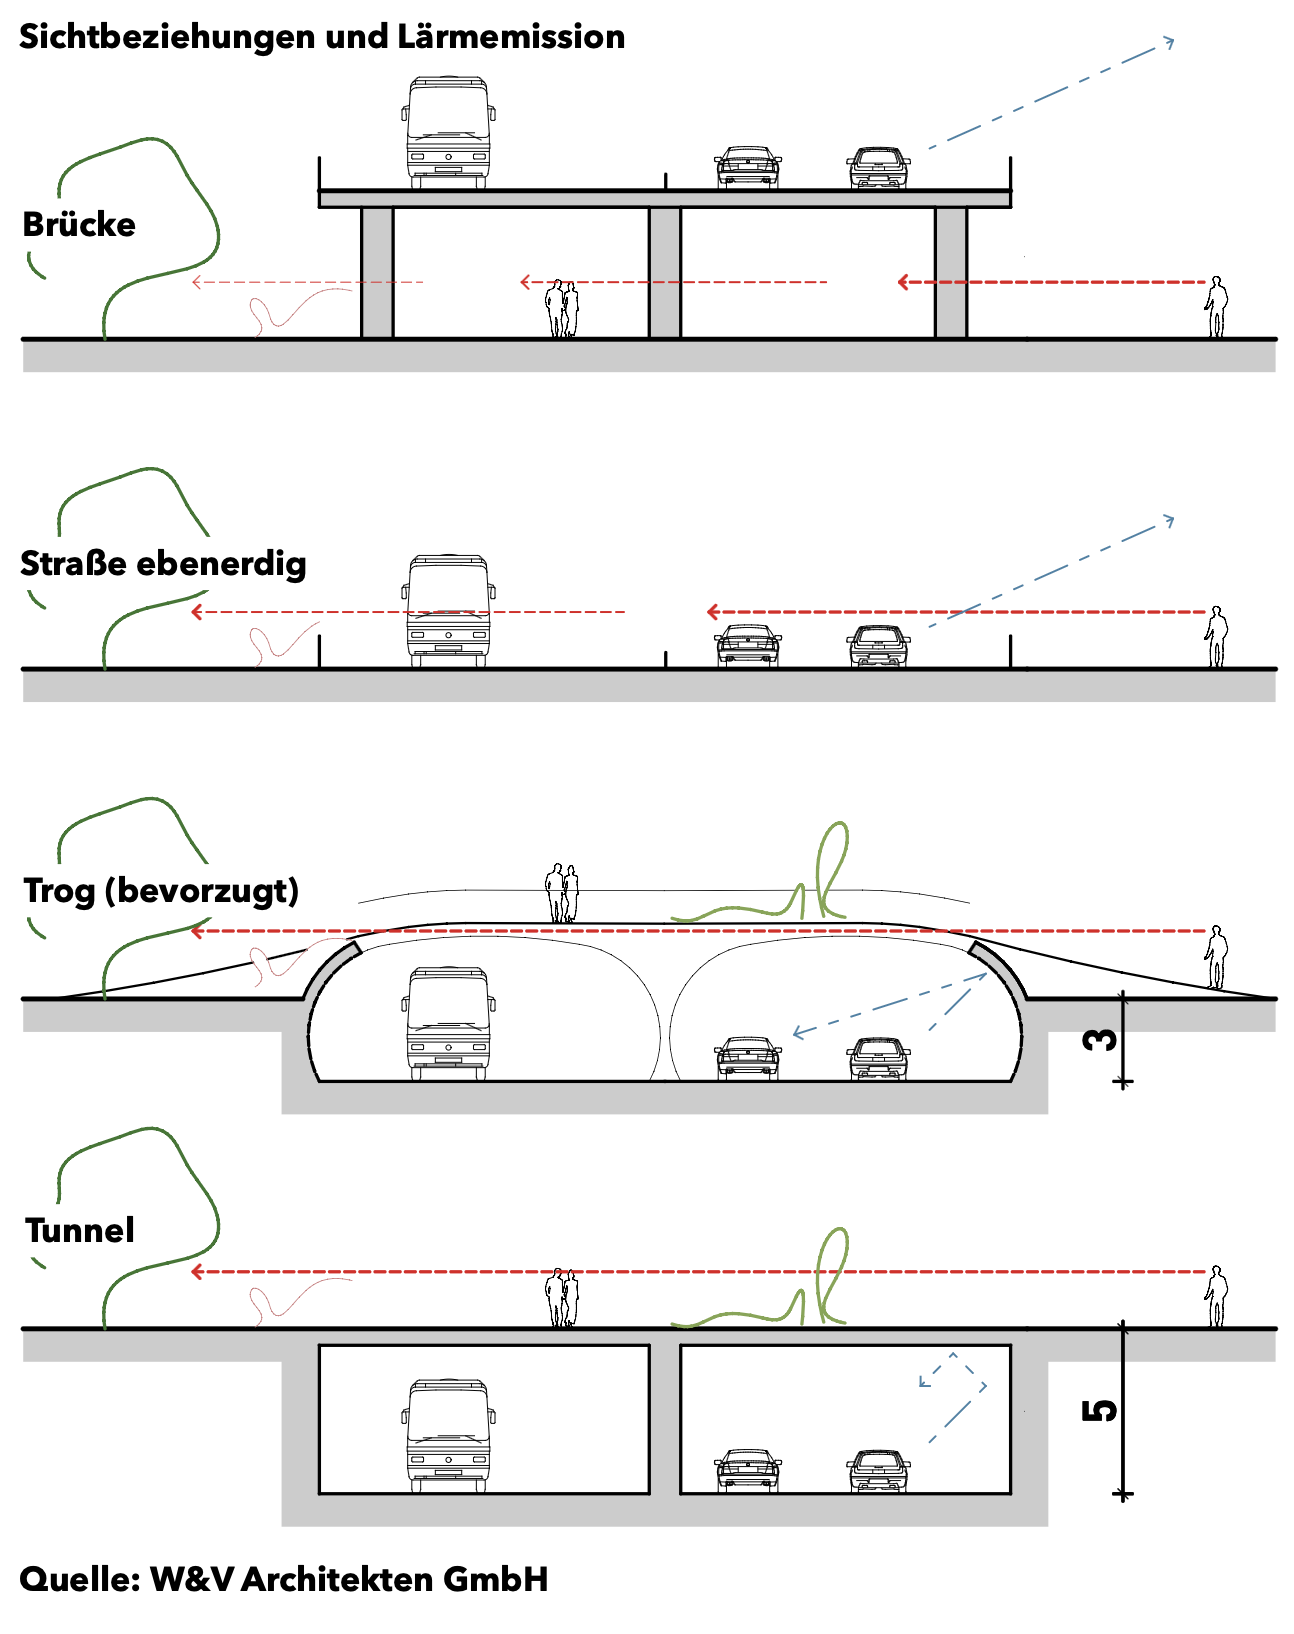 Sichtbeziehungen und Lärmemission
Brücke
Straße ebenerdig
Trog (bevorzugt)
3
Tunnel
5
Quelle: W&V Architekten GmbH